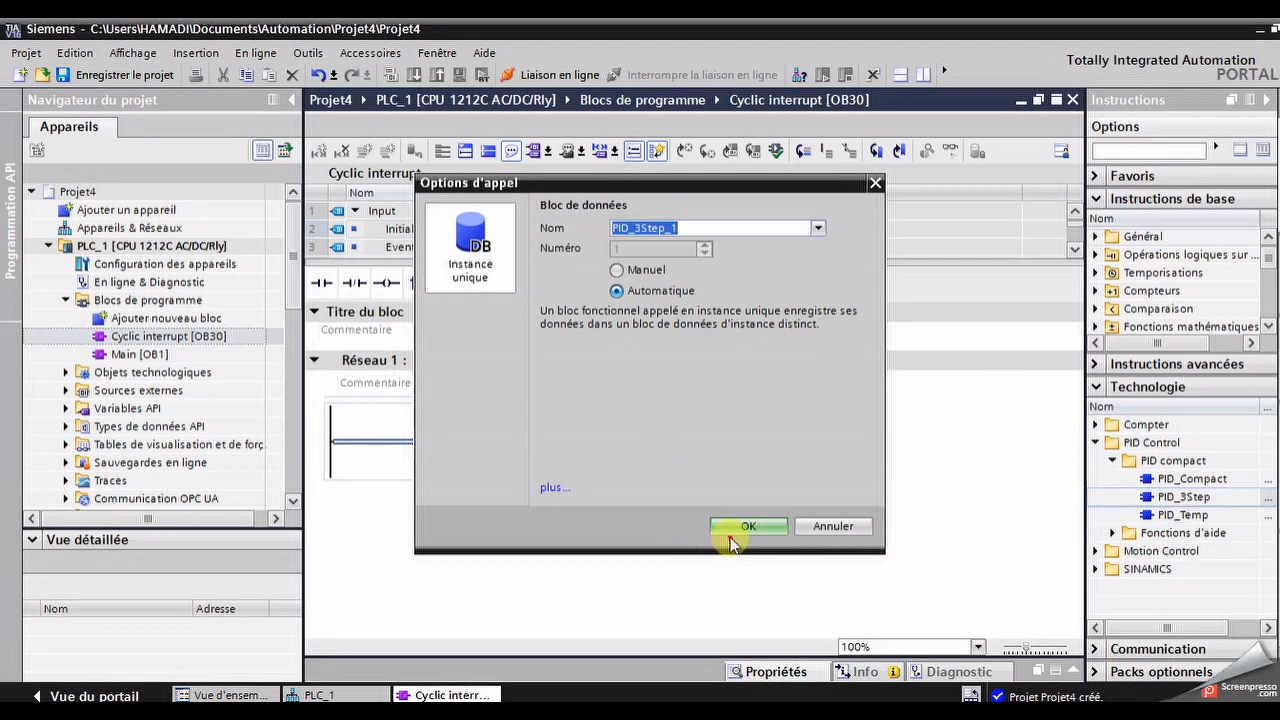 TIA
V16
Siemens - C:\Users\HAMADI\Documents\Automation\Projet4\Projet4
Projet Edition Affichage Insertion En ligne Outils Accessoires Fenêtre Aide
Enregistrer le projet
Liaison en ligne
Interrompre la liaison en ligne
Totally Integrated Automation
PORTAL
Navigateur du projet
Appareils
Programmation API
Projet4
Ajouter un appareil
Appareils & Réseaux
PLC_1 [CPU 1212C AC/DC/Rly]
Configuration des appareils
En ligne & Diagnostic
Blocs de programme
Ajouter nouveau bloc
Cyclic interrupt [OB30]
Main [OB1]
Objets technologiques
Sources externes
Variables API
Types de données API
Tables de visualisation et de forç
Sauvegardes en ligne
Traces
Communication OPC UA
Vue détaillée
Nom Adresse
Projet4 PLC_1 [CPU 1212C AC/DC/Rly] Blocs de programme Cyclic interrupt [OB30]
Cyclic interrupt
Nom
1 Input
2 Initial
3 Even
Titre du bloc
Commentaire
Réseau 1 :
Commentaire
Options d'appel
DB
Instance
unique
Bloc de données
Nom PID_3Step_1
Numéro 1
Manuel
Automatique
Un bloc fonctionnel appelé en instance unique enregistre ses
données dans un bloc de données d'instance distinct.
plus...
OK Annuler
100%
Propriétés Info Diagnostic
Instructions
Options
Favoris
Instructions de base
Nom
Général
Opérations logiques sur ...
Temporisations
Compteurs
Comparaison
Fonctions mathématiques
Instructions avancées
Technologie
Nom ...
Compter
PID Control
PID compact
PID_Compact ...
PID_3Step ...
PID_Temp ...
Fonctions d'aide
Motion Control
SINAMICS
Communication
Packs optionnels
Vue du portail
Vue d'ensem...
PLC_1
Cyclic interr...
Projet Projet4 créé.
Screenpresso
.com